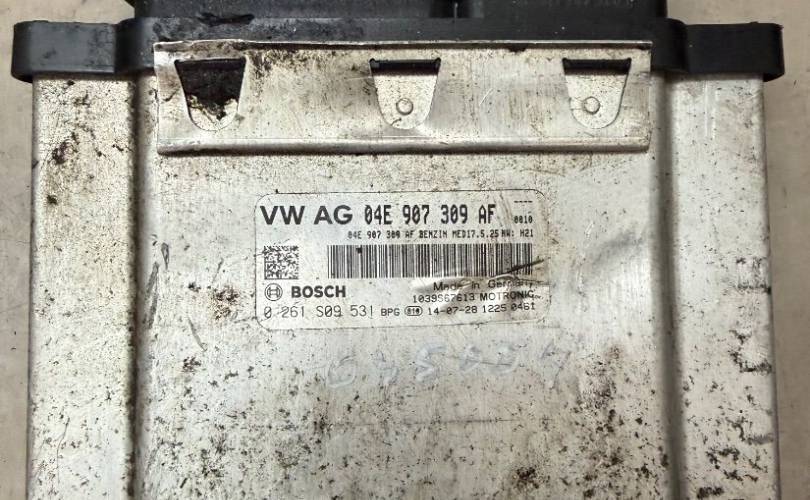 VW AG 04E 907 309 AF 0010
04E 907 309 AF BENZIN MED17.5.25 HW: H21
Made in Germany
BOSCH 1039S67613 MOTRONIC
0 261 S09 531 BPG 010 14-07-28 1225 0461